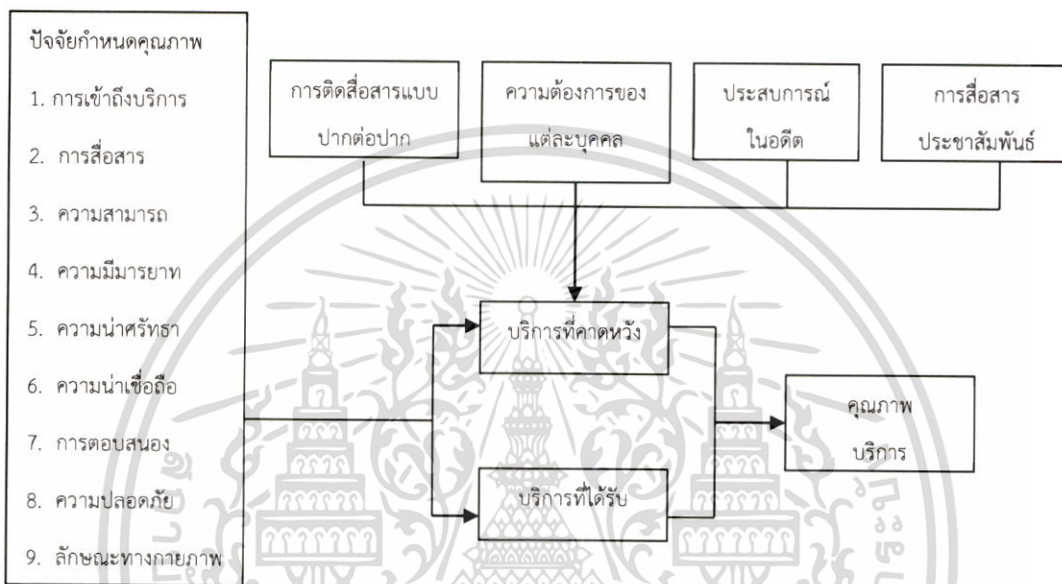 ปัจจัยกำหนดคุณภาพ
1. การเข้าถึงบริการ
2. การสื่อสาร
3. ความสามารถ
4. ความมีมารยาท
5. ความน่าศรัทธา
6. ความน่าเชื่อถือ
7. การตอบสนอง
8. ความปลอดภัย
9. ลักษณะทางกายภาพ
การติดสื่อสารแบบ
ปากต่อปาก
ความต้องการของ
แต่ละบุคคล
ประสบการณ์
ในอดีต
การสื่อสาร
ประชาสัมพันธ์
บริการที่คาดหวัง
บริการที่ได้รับ
คุณภาพ
บริการ